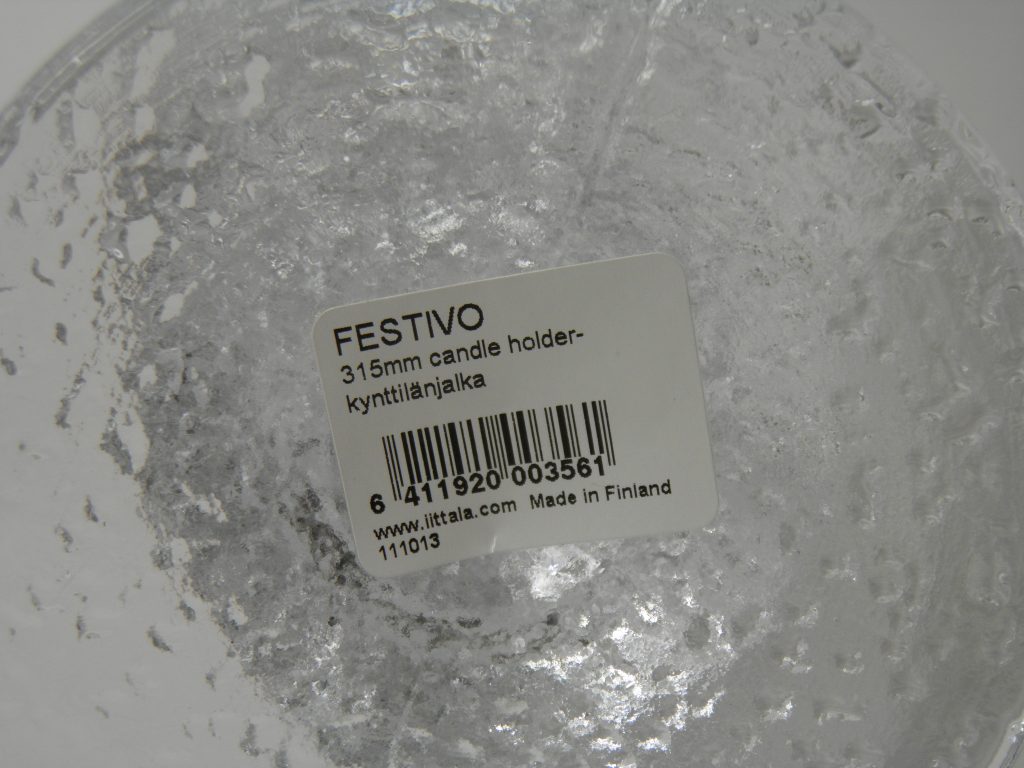 FESTIVO
315mm candle holder-
kynttilänjalka
6 411920 003561
www.iittala.com Made in Finland
111013